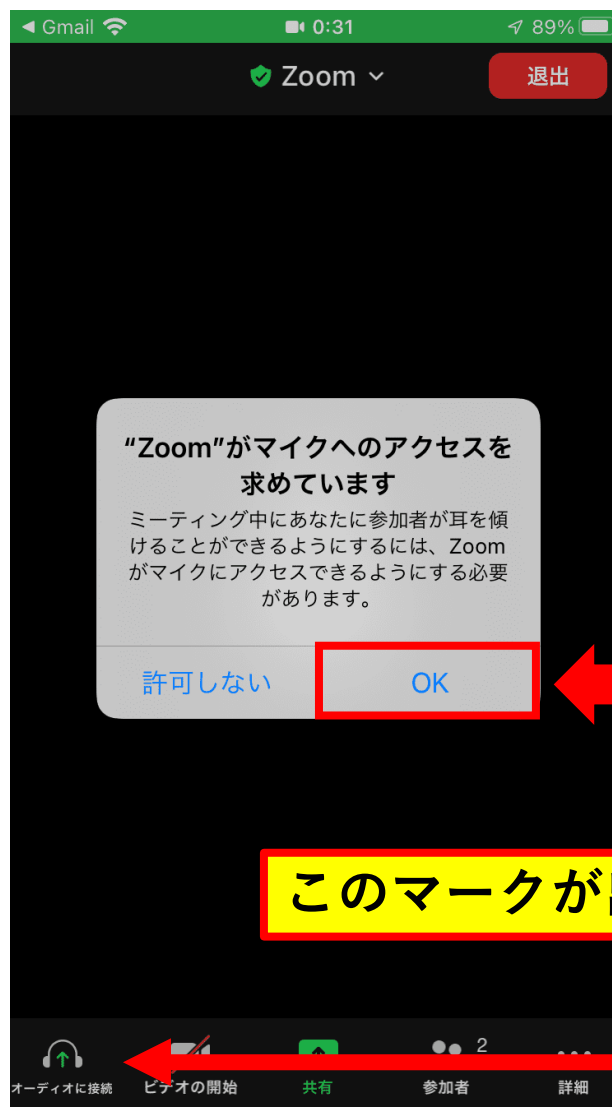 ◀ Gmail 0:31 89%
Zoom
退出
“Zoom”がマイクへのアクセスを
求めています
ミーティング中にあなたに参加者が耳を傾
けることができるようにするには、Zoom
がマイクにアクセスできるようにする必要
があります。
許可しない OK
このマークが
2
オーディオに接続 ビデオの開始 共有 参加者 詳細